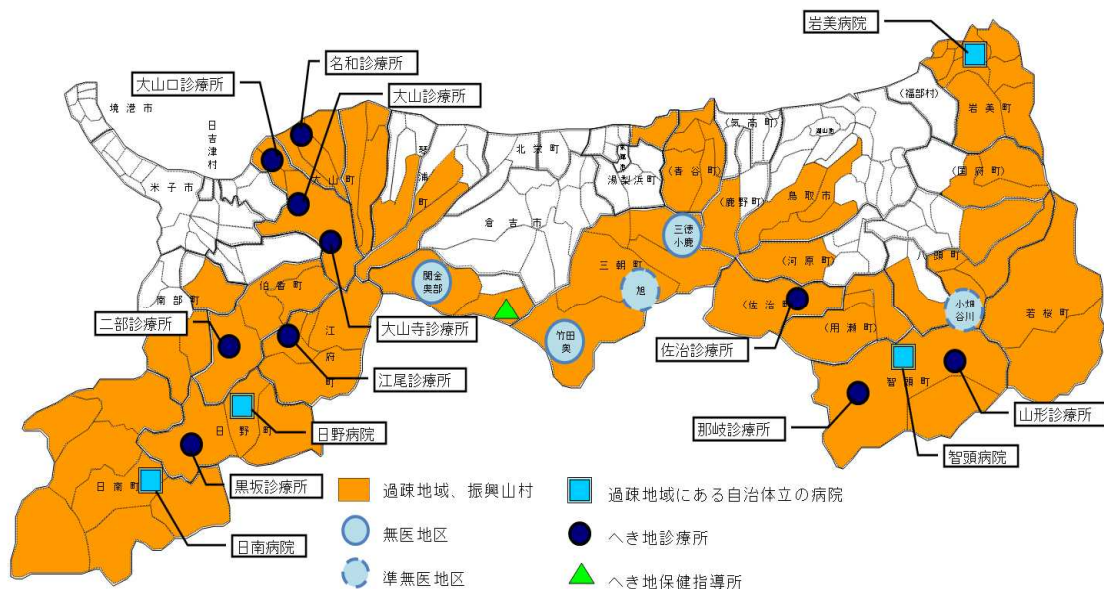 岩美病院
名和診療所
大山口診療所
大山診療所
境港市
日吉津村
米子市
大山町
琴浦町
北栄町
湯梨浜町
倉吉市
(青谷町)
(気高町)
(鹿野町)
湖山池
鳥取市
(福部村)
岩美町
(国府町)
三徳
小鹿
三朝町
旭
関金
奥部
竹田
奥
(河原町)
(佐治町)
(用瀬町)
八頭町
小畑
谷川
若桜町
智頭町
南部町
伯耆町
江府町
日野町
日南町
二部診療所
大山寺診療所
江尾診療所
佐治診療所
那岐診療所
山形診療所
智頭病院
日野病院
黒坂診療所
日南病院
過疎地域、振興山村
過疎地域にある自治体立の病院
無医地区
へき地診療所
準無医地区
へき地保健指導所